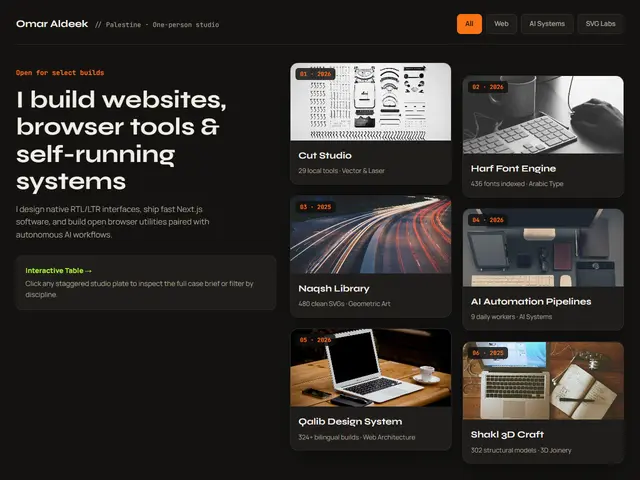 Omar Aldeek // Palestine · One-person studio
All Web AI Systems SVG Labs
Open for select builds
I build websites,
browser tools &
self-running
systems
I design native RTL/LTR interfaces, ship fast Next.js
software, and build open browser utilities paired with
autonomous AI workflows.
Interactive Table →
Click any staggered studio plate to inspect the full case brief or filter by
discipline.
01 · 2026
Cut Studio
29 local tools · Vector & Laser
02 · 2026
Harf Font Engine
436 fonts indexed · Arabic Type
03 · 2025
Naqsh Library
480 clean SVGs · Geometric Art
04 · 2026
AI Automation Pipelines
9 daily workers · AI Systems
05 · 2026
Qalib Design System
324+ bilingual builds · Web Architecture
06 · 2025
Shakl 3D Craft
302 structural models · 3D Joinery